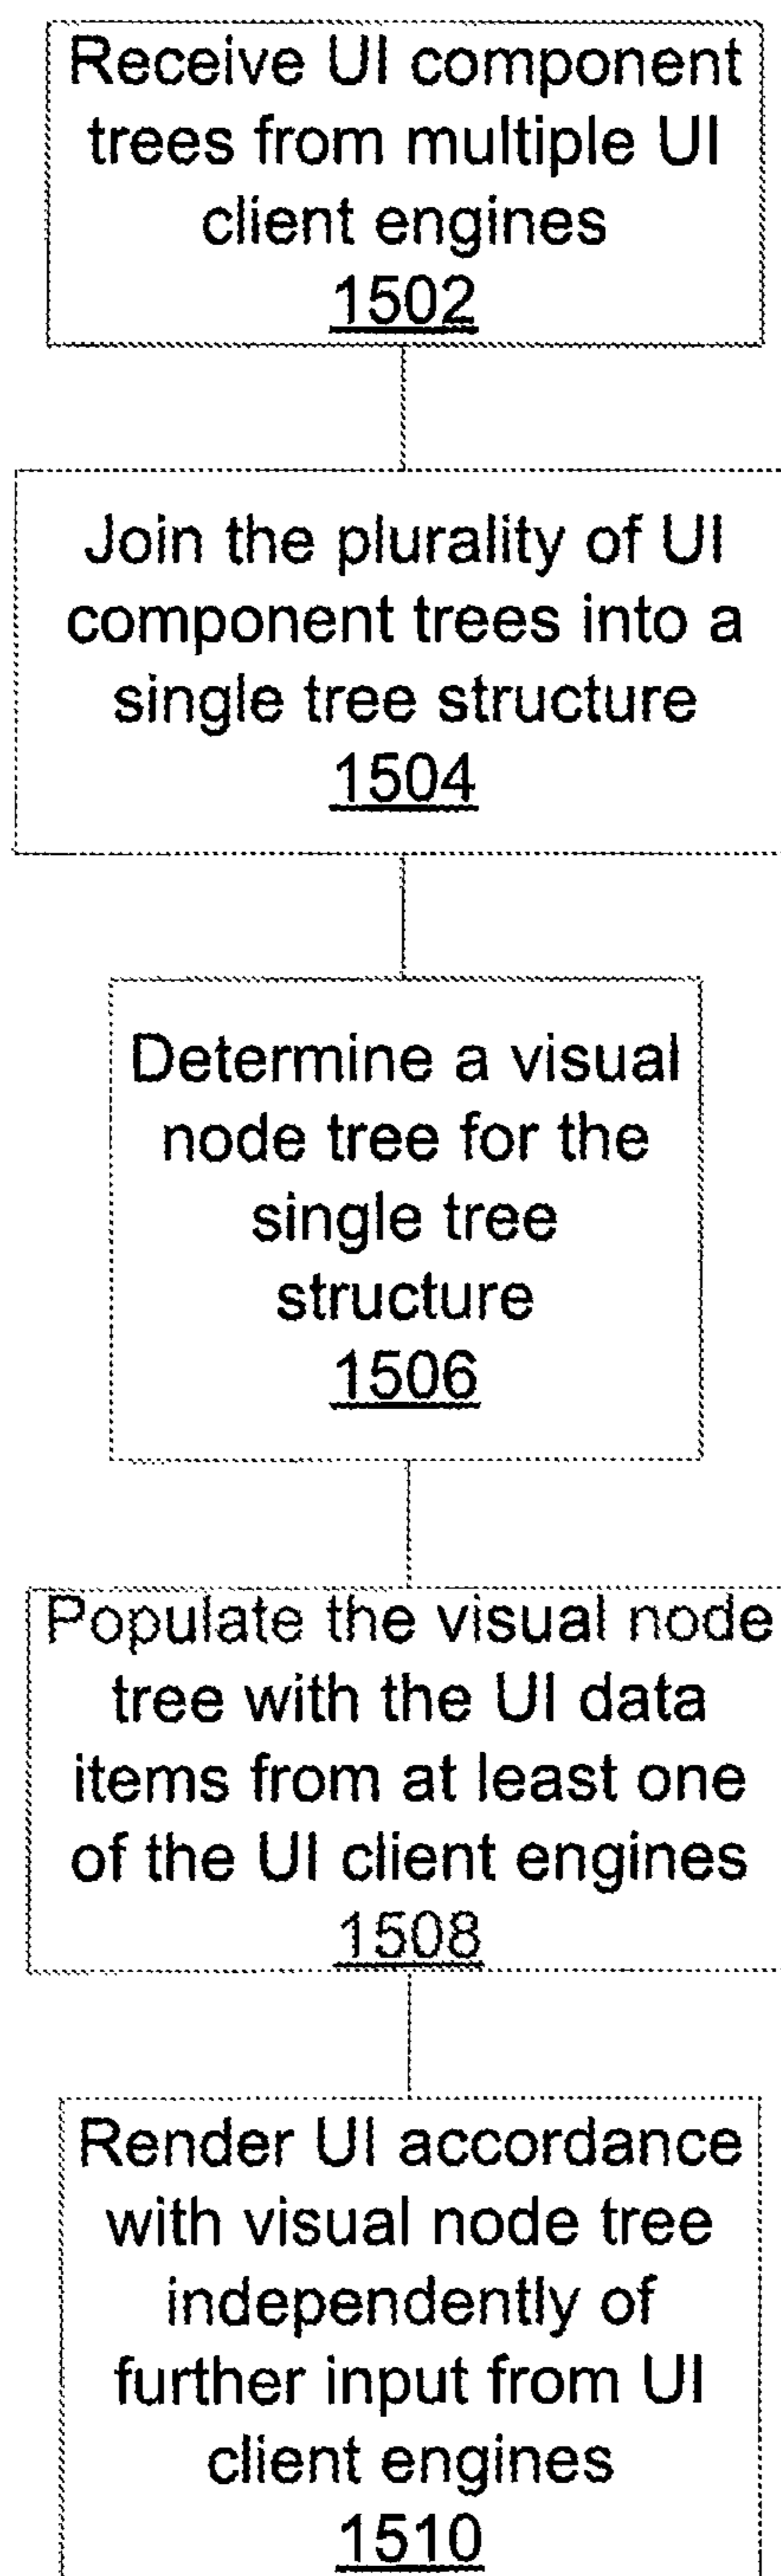 Receive UI component
trees from multiple UI
client engines
1502
Join the plurality of UI
component trees into a
single tree structure
1504
Determine a visual
node tree for the
single tree
structure
1506
Populate the visual node
tree with the UI data
items from at least one
of the UI client engines
1508
Render UI accordance
with visual node tree
independently of
further input from UI
client engines
1510